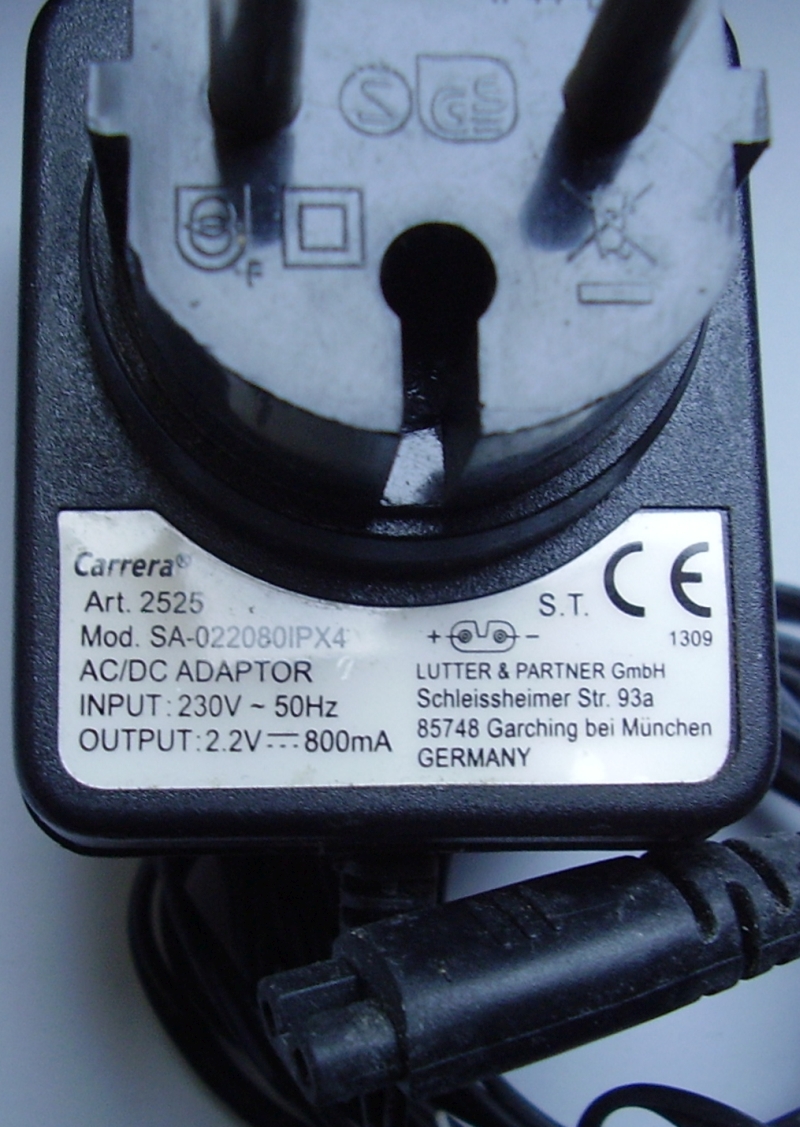 S GE
F
Carrera®
Art. 2525
Mod. SA-022080IPX4
AC/DC ADAPTOR
INPUT : 230V ~ 50Hz
OUTPUT : 2.2V ⎓ 800mA
S.T. CE
1309
+ −
LUTTER & PARTNER GmbH
Schleissheimer Str. 93a
85748 Garching bei München
GERMANY